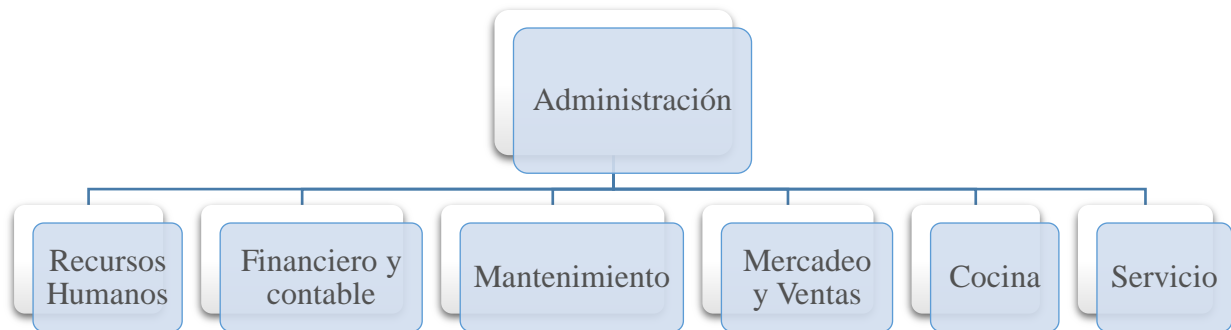 Administración
Recursos
Humanos
Financiero y
contable
Mantenimiento
Mercadeo
y Ventas
Cocina
Servicio